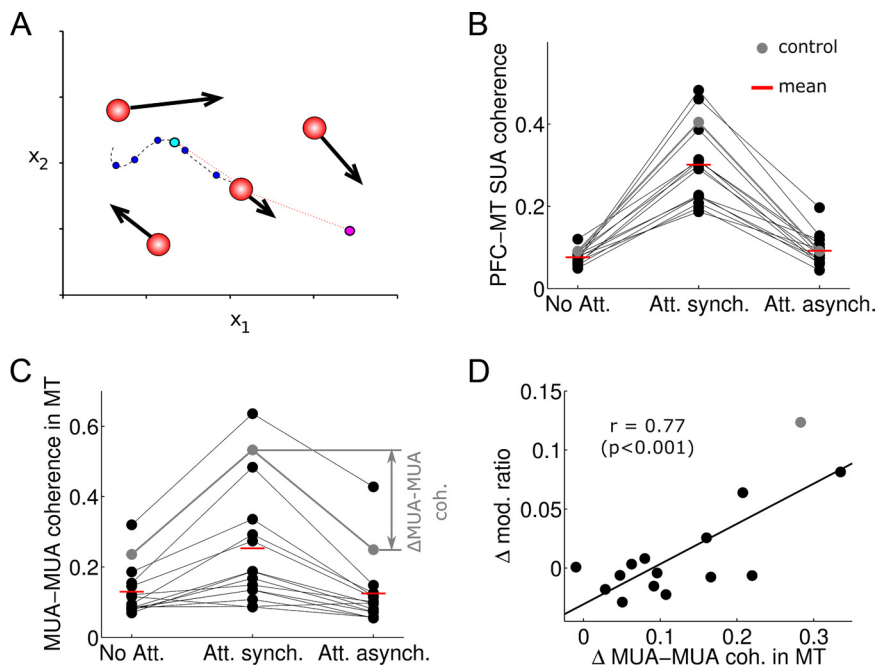 A
x2
x1
B
PFC-MT SUA coherence
0.4
0.2
0
control
mean
No Att.
Att. synch.
Att. asynch.
C
MUA-MUA coherence in MT
0.6
0.4
0.2
0
ΔMUA-MUA
coh.
No Att.
Att. synch.
Att. asynch.
D
Δ mod. ratio
0.15
0.1
0.05
0
r = 0.77
(p<0.001)
0
0.1
0.2
0.3
Δ MUA-MUA coh. in MT